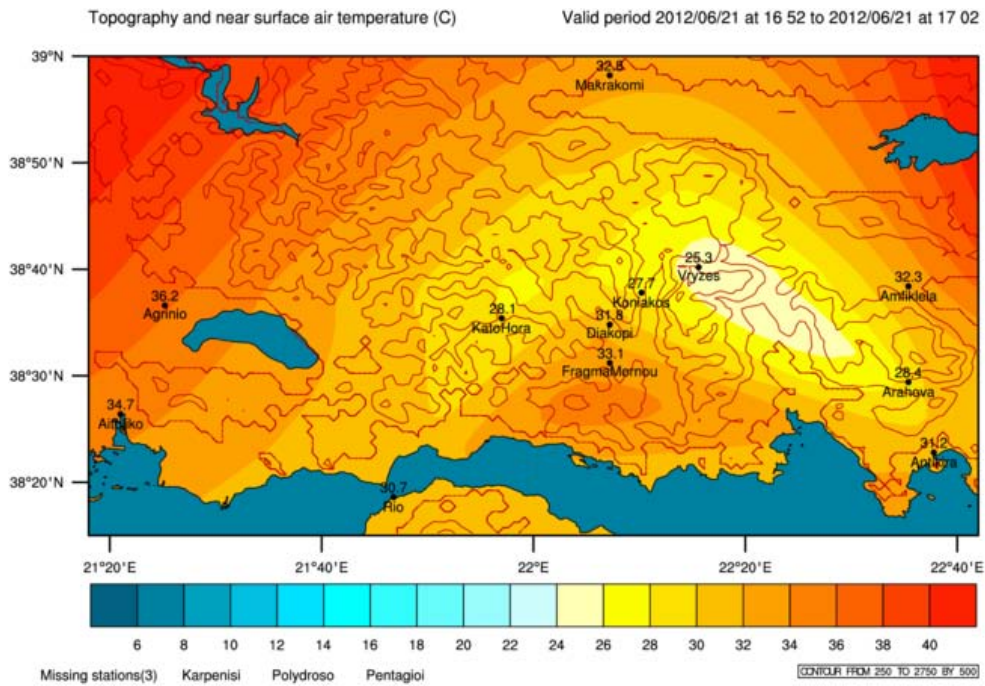 Topography and near surface air temperature (C) Valid period 2012/06/21 at 16 52 to 2012/06/21 at 17 02
39°N
32.8
Makrakomi
38°50'N
38°40'N
25.3
Vryzes
27.7
Koniakos
32.3
Amfiklela
36.2
Agrinio
28.1
KatoHora
31.8
Diakopi
33.1
FragmaMornou
38°30'N
28.4
Arahova
34.7
Aitoliko
31.2
Antikyra
38°20'N
30.7
Rio
21°20'E 21°40'E 22°E 22°20'E 22°40'E
6 8 10 12 14 16 18 20 22 24 26 28 30 32 34 36 38 40
Missing stations(3) Karpenisi Polydroso Pentagioi
CONTOUR FROM 250 TO 2750 BY 500